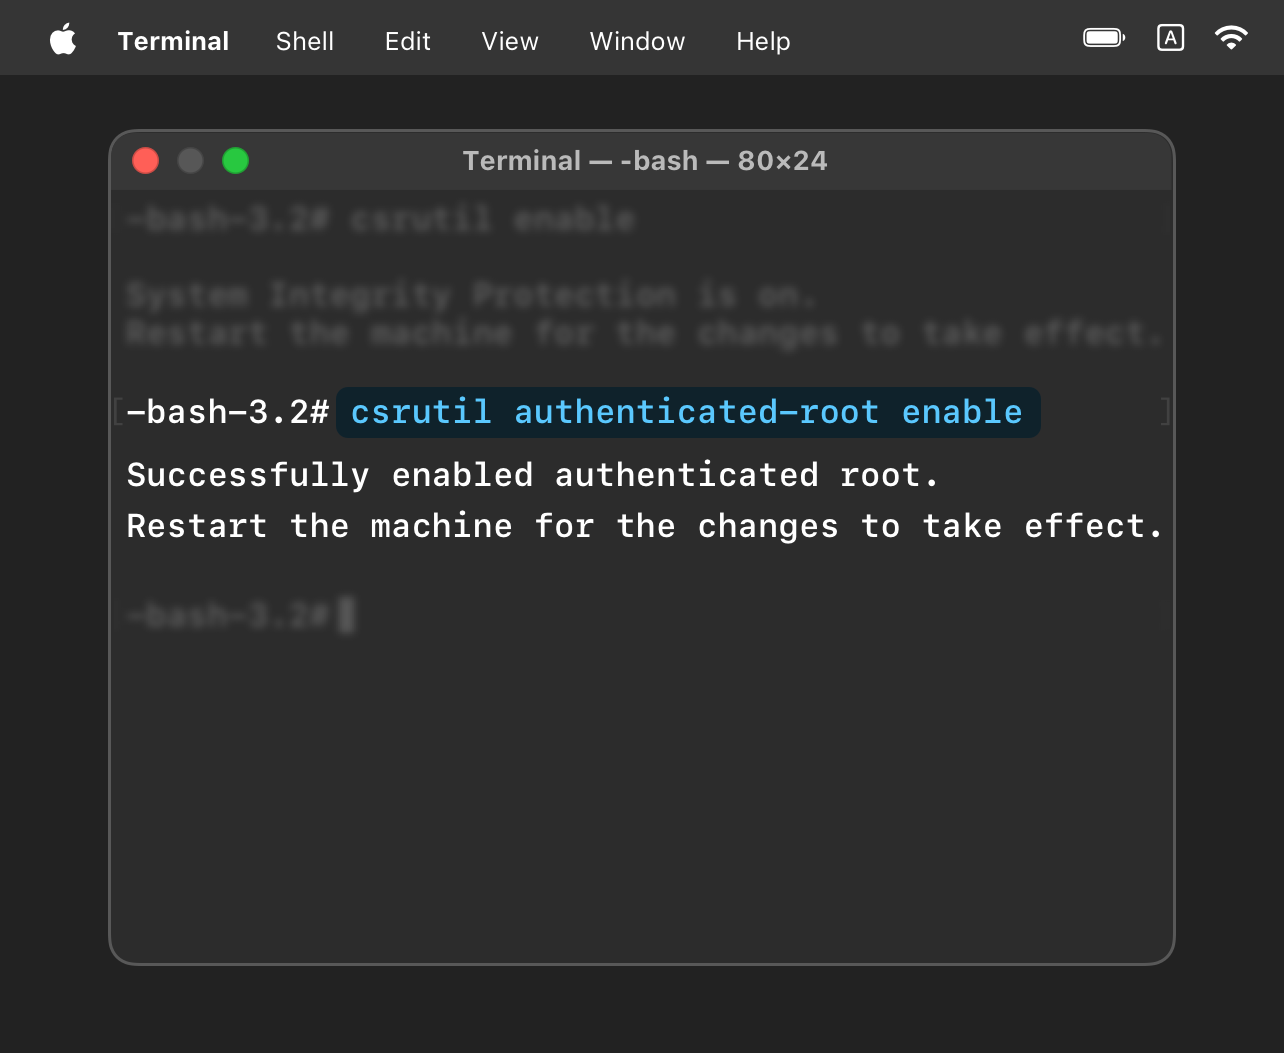 Terminal Shell Edit View Window Help A
Terminal — -bash — 80×24
-bash-3.2# csrutil enable
System Integrity Protection is on.
Restart the machine for the changes to take effect.
[-bash-3.2# csrutil authenticated-root enable ]
Successfully enabled authenticated root.
Restart the machine for the changes to take effect.
-bash-3.2#